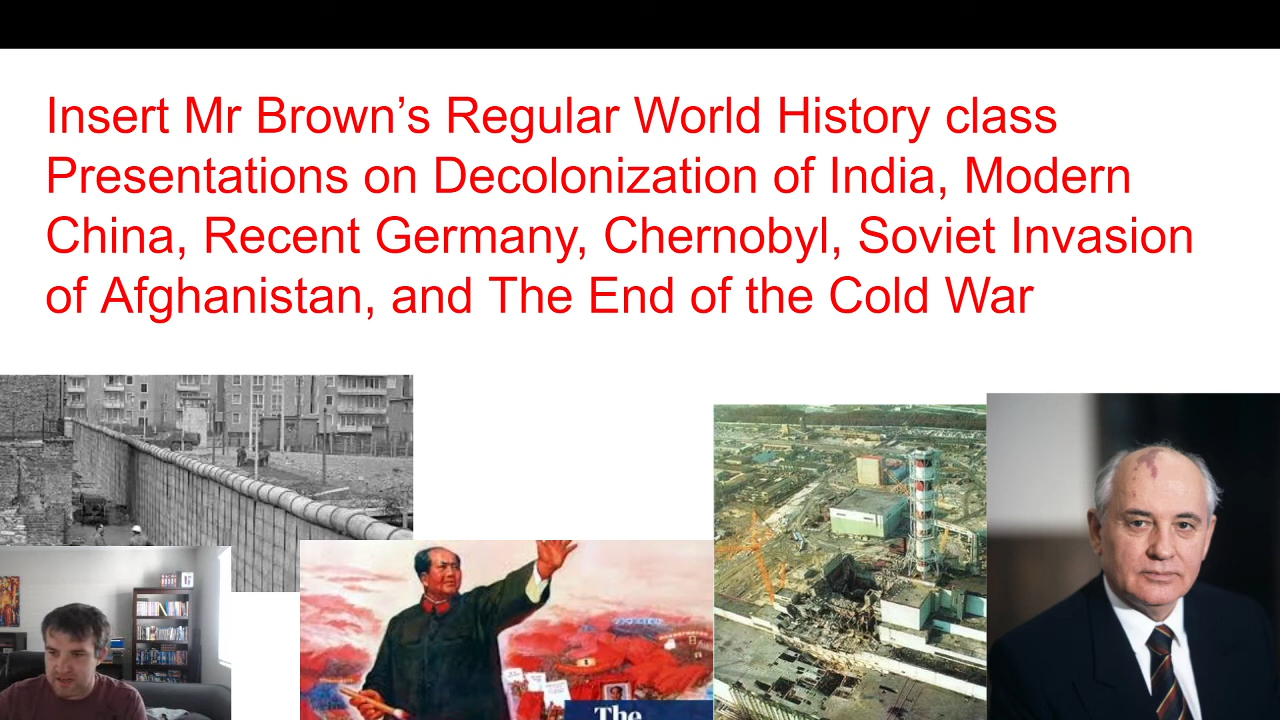 Insert Mr Brown’s Regular World History class
Presentations on Decolonization of India, Modern
China, Recent Germany, Chernobyl, Soviet Invasion
of Afghanistan, and The End of the Cold War
The